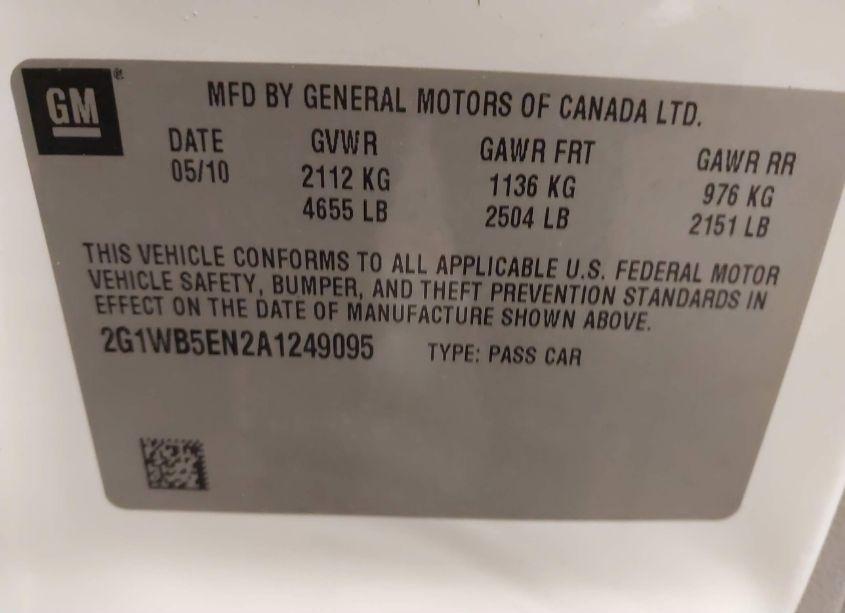 GM®
MFD BY GENERAL MOTORS OF CANADA LTD.
DATE GVWR GAWR FRT GAWR RR
05/10 2112 KG 1136 KG 976 KG
4655 LB 2504 LB 2151 LB
THIS VEHICLE CONFORMS TO ALL APPLICABLE U.S. FEDERAL MOTOR
VEHICLE SAFETY, BUMPER, AND THEFT PREVENTION STANDARDS IN
EFFECT ON THE DATE OF MANUFACTURE SHOWN ABOVE.
2G1WB5EN2A1249095 TYPE: PASS CAR